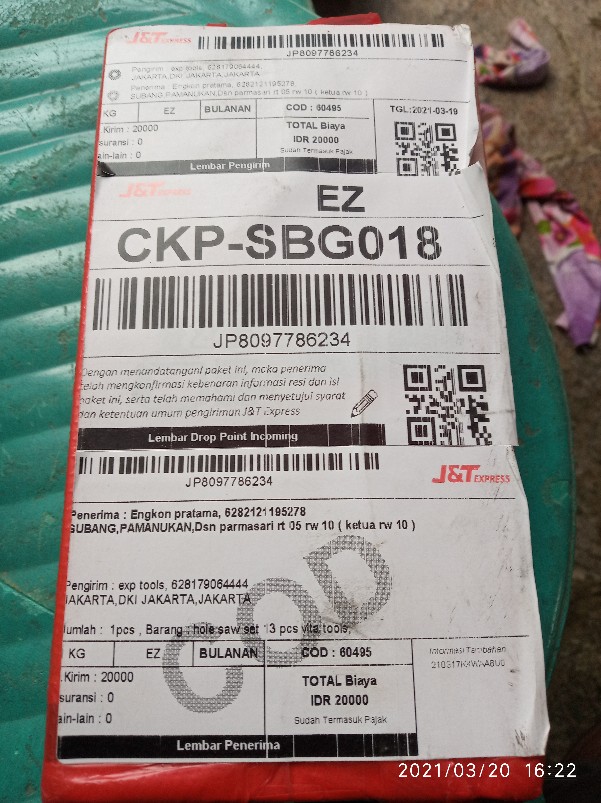 J&T EXPRESS
JP8097786234
Pengirim : exp tools, 628179064444,
JAKARTA,DKI JAKARTA,JAKARTA
Penerima : Engkon pratama, 6282121195278
SUBANG,PAMANUKAN,Dsn parmasari rt 05 rw 10 ( ketua rw 10 )
KG EZ BULANAN COD : 60495 TGL:2021-03-19
Kirim : 20000 TOTAL Biaya
suransi : 0 IDR 20000
ain-lain : 0 Sudah Termasuk Pajak
Lembar Pengirim
J&T EXPRESS
EZ
CKP-SBG018
JP8097786234
Dengan menandatangani paket ini, maka penerima
telah mengkonfirmasi kebenaran informasi resi dan isi
paket ini, serta telah memahami dan menyetujui syarat
dan ketentuan umum pengiriman J&T Express
Lembar Drop Point Incoming
JP8097786234
J&T EXPRESS
Penerima : Engkon pratama, 6282121195278
SUBANG,PAMANUKAN,Dsn parmasari rt 05 rw 10 ( ketua rw 10 )
COD
Pengirim : exp tools, 628179064444
JAKARTA,DKI JAKARTA,JAKARTA
Jumlah : 1pcs , Barang : hole saw set 13 pcs vita tools,
KG EZ BULANAN COD : 60495 Informasi Tambahan
.Kirim : 20000 TOTAL Biaya
suransi : 0 IDR 20000
ain-lain : 0 Sudah Termasuk Pajak
Lembar Penerima
2021/03/20 16:22